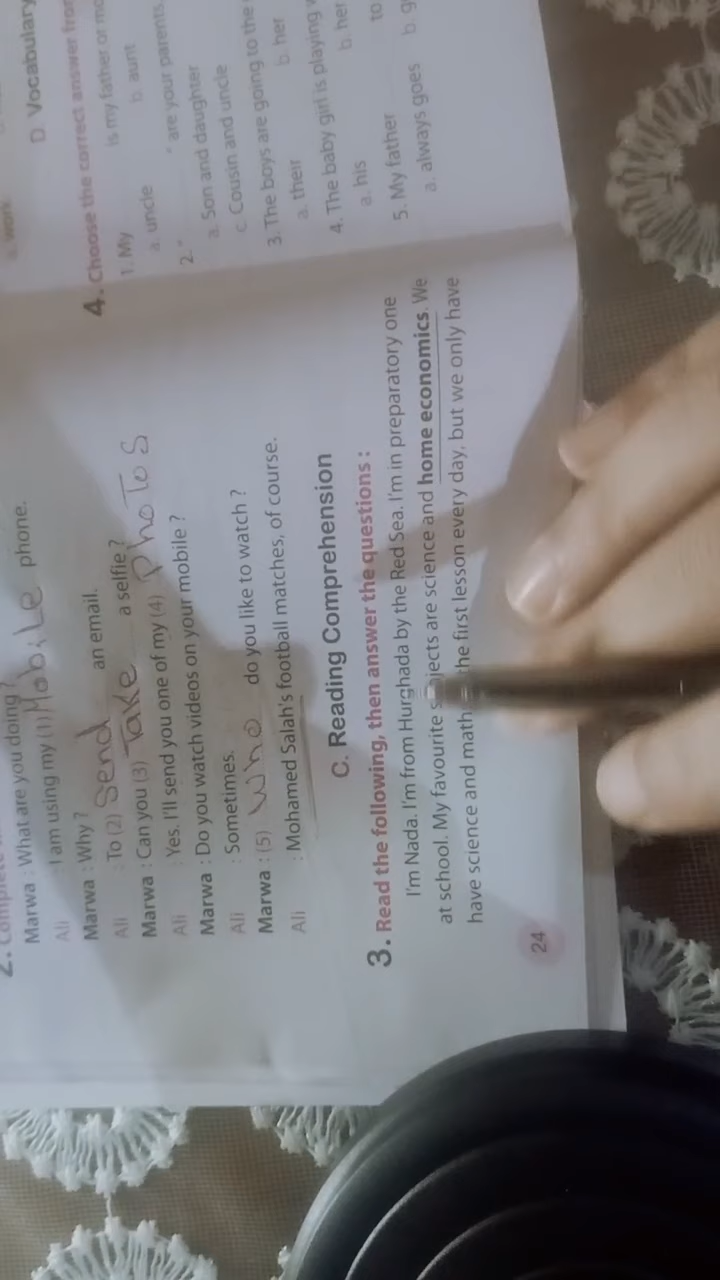 2. Complete
Marwa : What are you doing ?
Ali : I am using my (1) Mobile phone.
Marwa : Why ?
Ali : To (2) Send an email.
Marwa : Can you (3) Take a selfie ?
Ali : Yes. I'll send you one of my (4) PhoTos
Marwa : Do you watch videos on your mobile ?
Ali : Sometimes.
Marwa : (5) Who do you like to watch ?
Ali : Mohamed Salah's football matches, of course.
C. Reading Comprehension
3. Read the following, then answer the questions :
I'm Nada. I'm from Hurghada by the Red Sea. I'm in preparatory one
at school. My favourite subjects are science and home economics. We
have science and math the first lesson every day, but we only have
24
D. Vocabulary
4. Choose the correct answer from
1. My is my father or mo
a. uncle b. aunt
2. " " are your parents.
a. Son and daughter
c. Cousin and uncle
3. The boys are going to the
a. their b. her
4. The baby girl is playing w
a. his b. her
5. My father to
a. always goes b. g